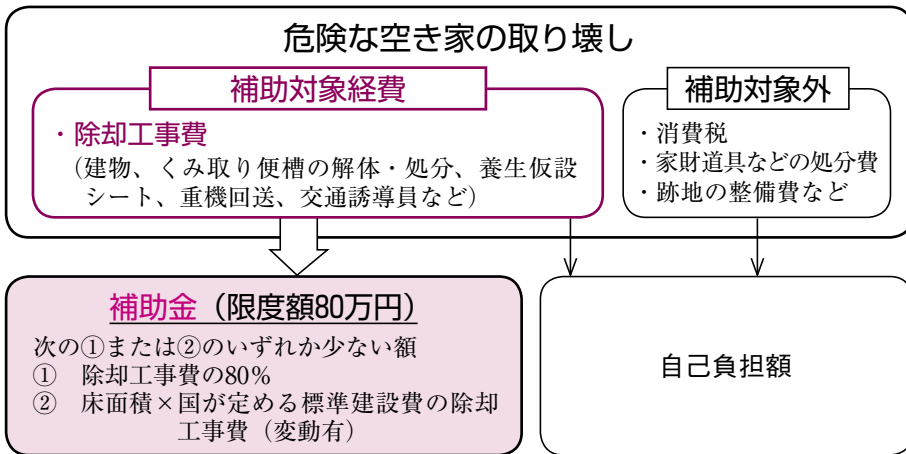 危険な空き家の取り壊し
補助対象経費
・除却工事費
（建物、くみ取り便槽の解体・処分、養生仮設
シート、重機回送、交通誘導員など）
補助対象外
・消費税
・家財道具などの処分費
・跡地の整備費など
補助金（限度額80万円）
次の①または②のいずれか少ない額
①　除却工事費の80％
②　床面積×国が定める標準建設費の除却
工事費（変動有）
自己負担額